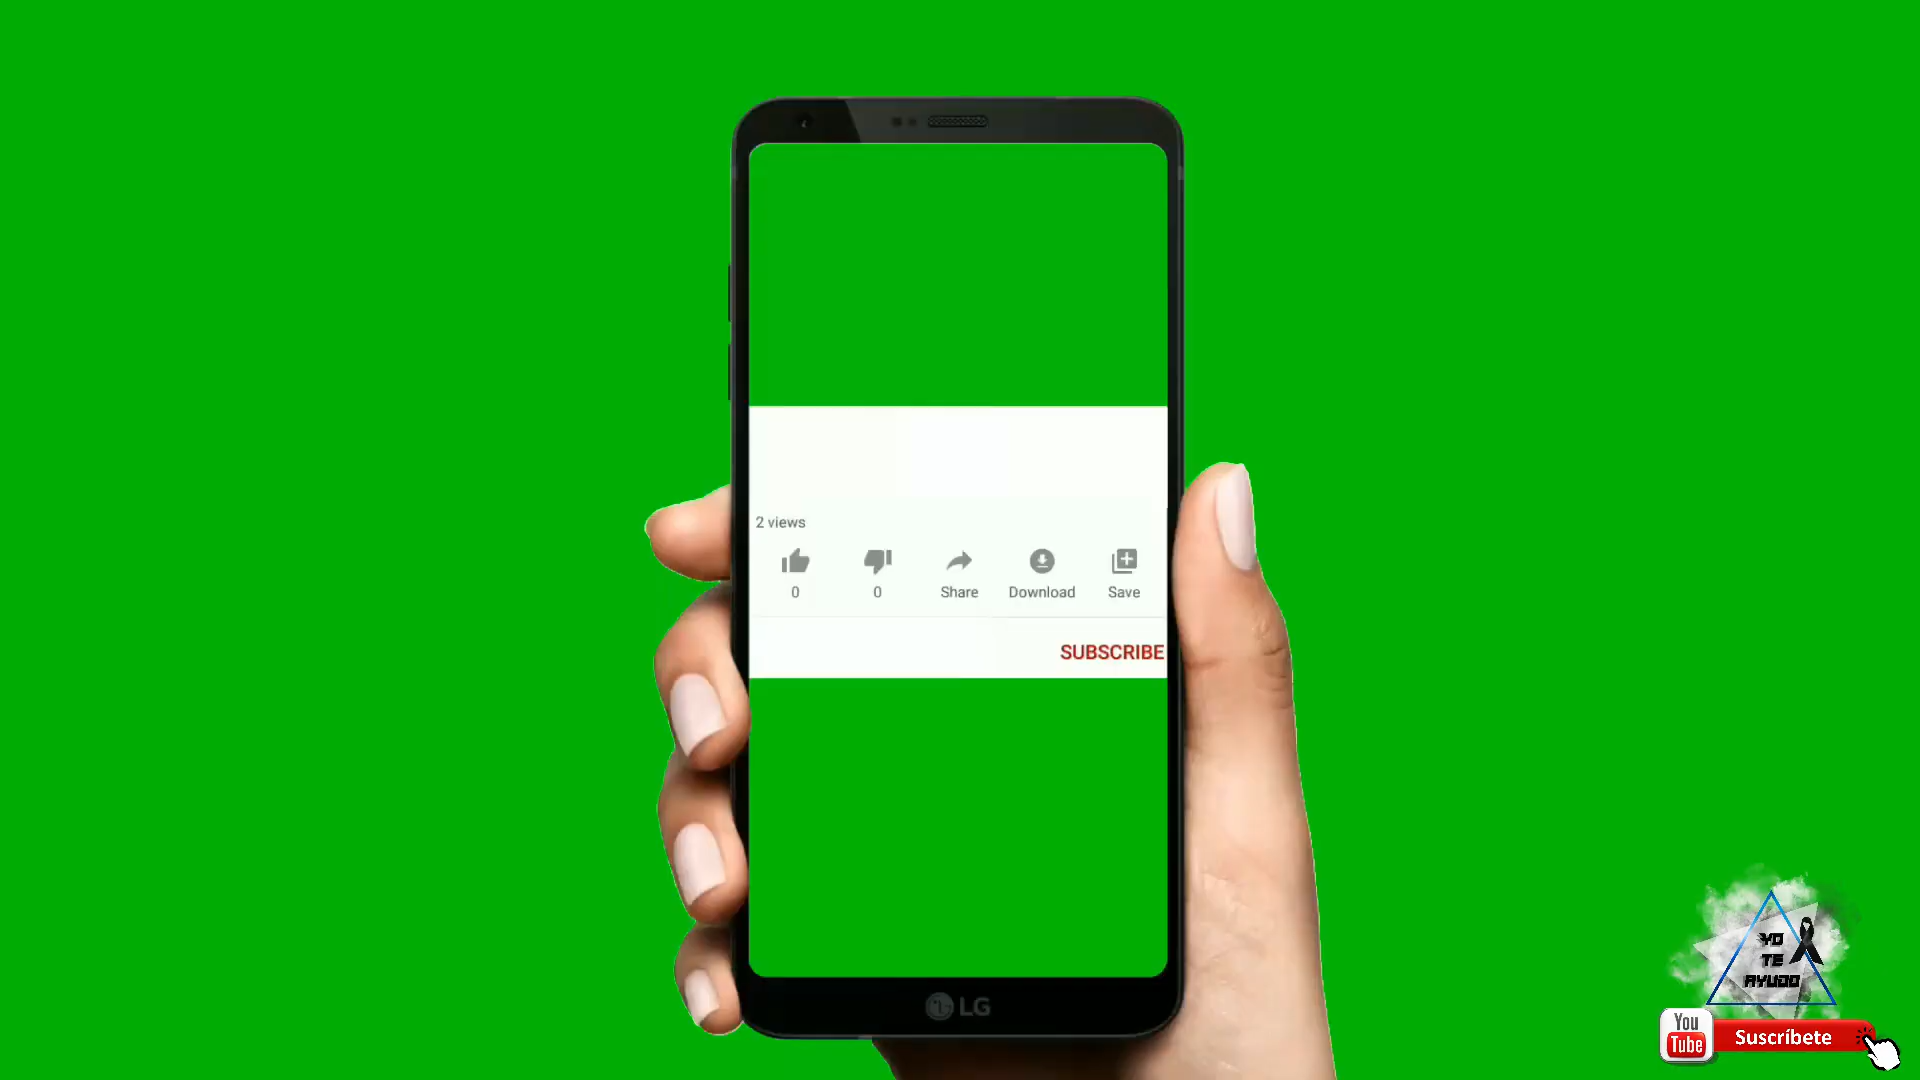 2 views
0
0
Share
Download
Save
SUBSCRIBE
LG
YO
TE
AYUDO
You
Tube
Suscríbete